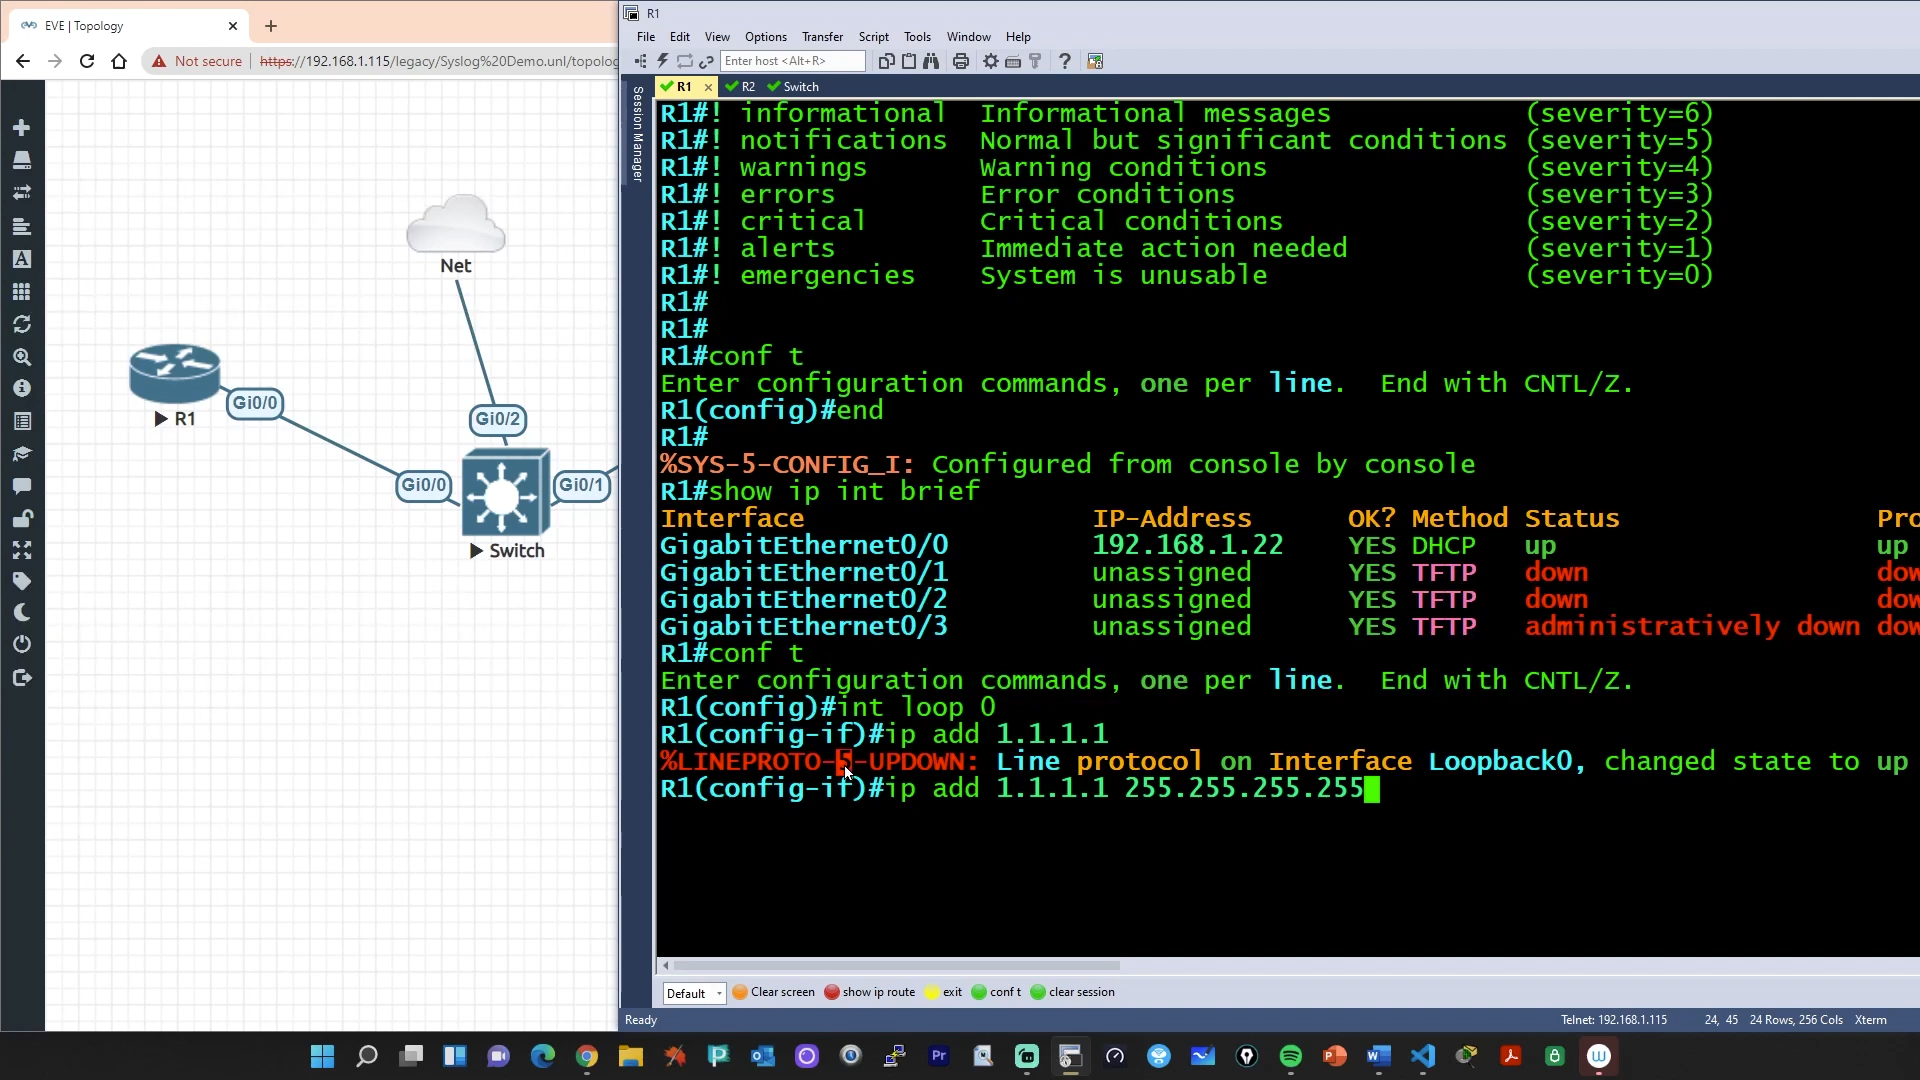 EVE | Topology
Not secure | https://192.168.1.115/legacy/Syslog%20Demo.unl/topolo
Net
Gi0/0
R1
Gi0/2
Gi0/0
Gi0/1
Switch
R1
File Edit View Options Transfer Script Tools Window Help
Enter host <Alt+R>
R1 R2 Switch
Session Manager
R1#! informational Informational messages (severity=6)
R1#! notifications Normal but significant conditions (severity=5)
R1#! warnings Warning conditions (severity=4)
R1#! errors Error conditions (severity=3)
R1#! critical Critical conditions (severity=2)
R1#! alerts Immediate action needed (severity=1)
R1#! emergencies System is unusable (severity=0)
R1#
R1#
R1#conf t
Enter configuration commands, one per line. End with CNTL/Z.
R1(config)#end
R1#
%SYS-5-CONFIG_I: Configured from console by console
R1#show ip int brief
Interface IP-Address OK? Method Status Pro
GigabitEthernet0/0 192.168.1.22 YES DHCP up up
GigabitEthernet0/1 unassigned YES TFTP down dow
GigabitEthernet0/2 unassigned YES TFTP down dow
GigabitEthernet0/3 unassigned YES TFTP administratively down dow
R1#conf t
Enter configuration commands, one per line. End with CNTL/Z.
R1(config)#int loop 0
R1(config-if)#ip add 1.1.1.1
%LINEPROTO-5-UPDOWN: Line protocol on Interface Loopback0, changed state to up
R1(config-if)#ip add 1.1.1.1 255.255.255.255
Default Clear screen show ip route exit conf t clear session
Ready Telnet: 192.168.1.115 24, 45 24 Rows, 256 Cols Xterm